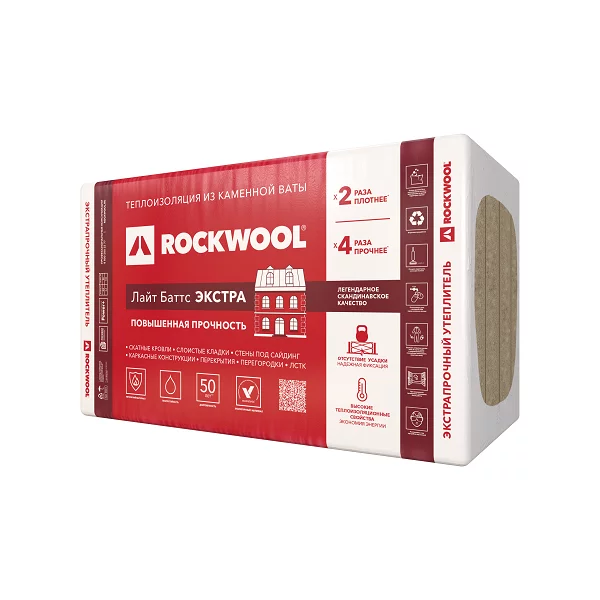 ТЕПЛОИЗОЛЯЦИЯ ИЗ КАМЕННОЙ ВАТЫ
ROCKWOOL®
Лайт Баттс ЭКСТРА
ПОВЫШЕННАЯ ПРОЧНОСТЬ
• СКАТНЫЕ КРОВЛИ • СЛОИСТЫЕ КЛАДКИ • СТЕНЫ ПОД САЙДИНГ
• КАРКАСНЫЕ КОНСТРУКЦИИ • ПЕРЕКРЫТИЯ • ПЕРЕГОРОДКИ • ЛСТК
50
ЛЕТ
x2 РАЗА
ПЛОТНЕЕ*
x4 РАЗА
ПРОЧНЕЕ*
ЛЕГЕНДАРНОЕ
СКАНДИНАВСКОЕ
КАЧЕСТВО
ОТСУТСТВИЕ УСАДКИ
НАДЕЖНАЯ ФИКСАЦИЯ
ВЫСОКИЕ
ТЕПЛОИЗОЛЯЦИОННЫЕ
СВОЙСТВА
ЭКОНОМИЯ ЭНЕРГИИ
ЭКСТРАПРОЧНЫЙ УТЕПЛИТЕЛЬ
ROCKWOOL
ROCKWOOL®
ЭКСТРАПРОЧНЫЙ УТЕПЛИТЕЛЬ